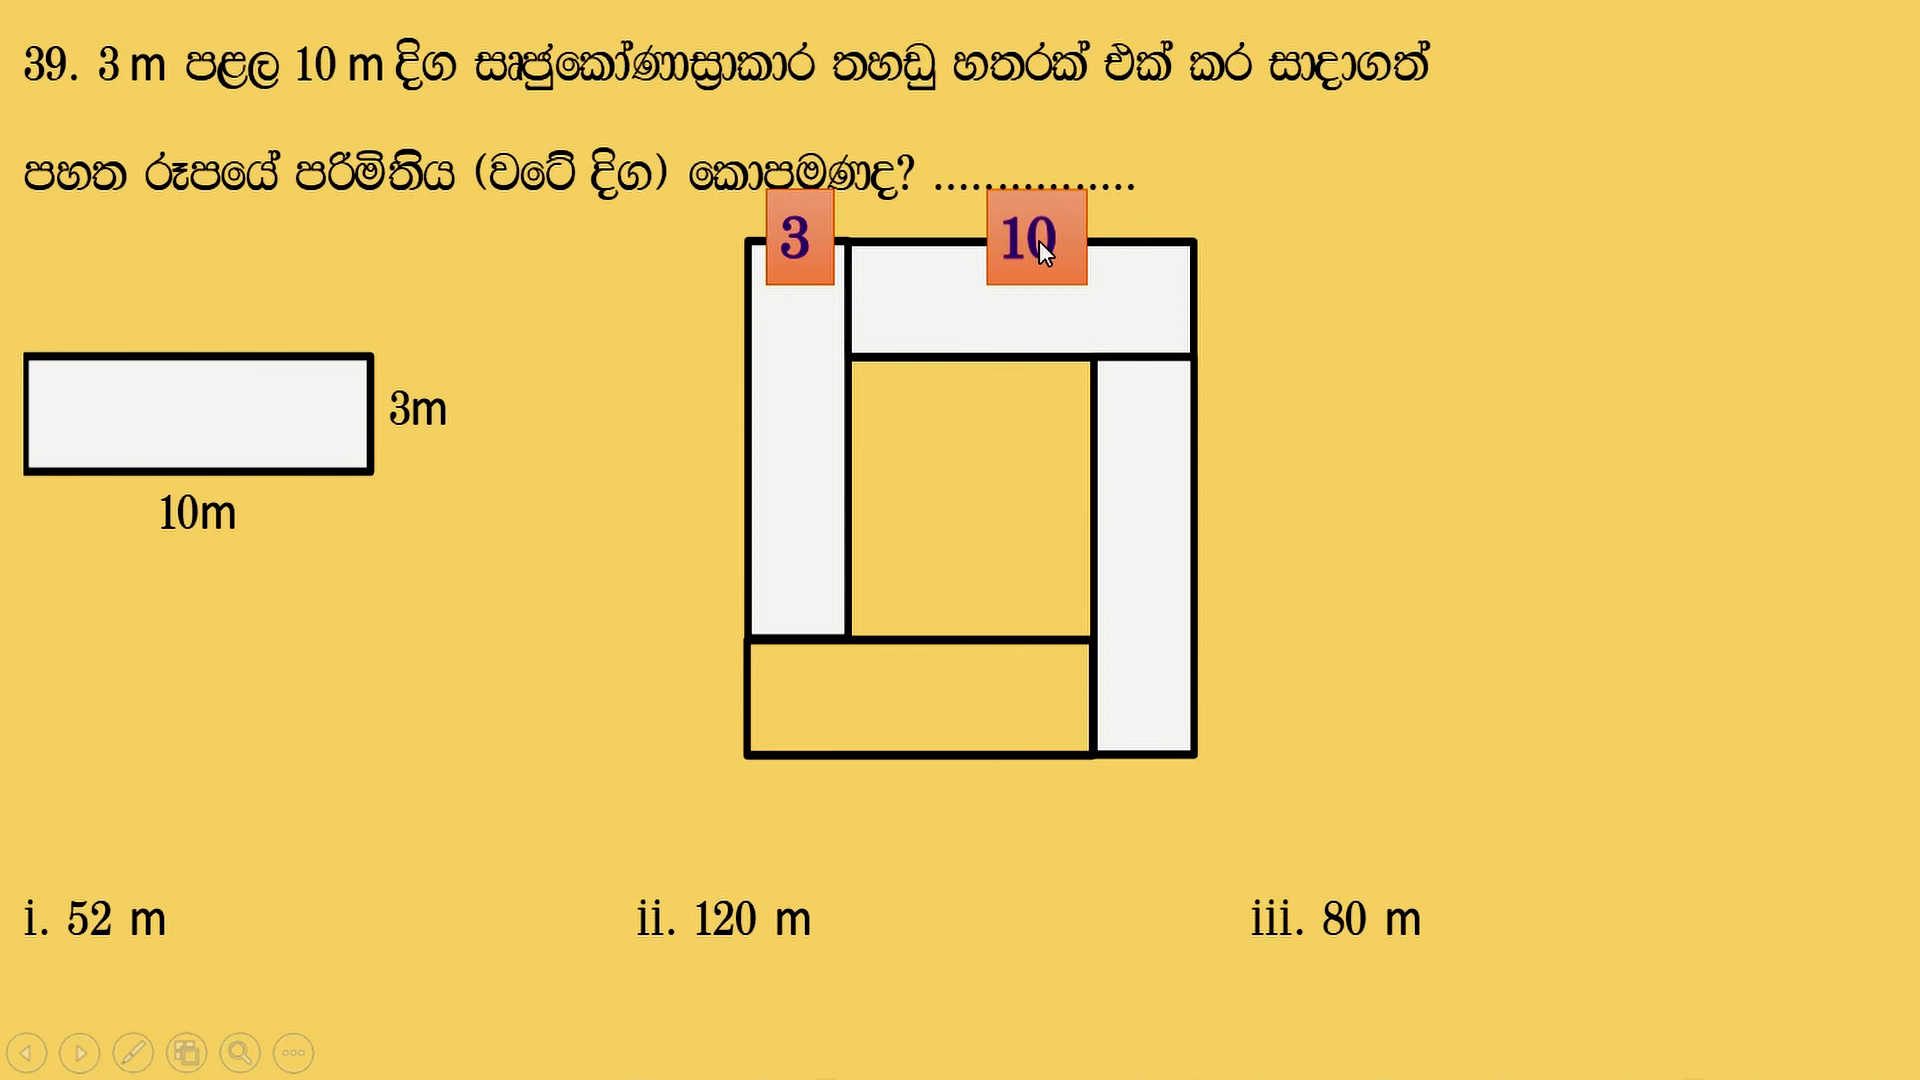 39. 3 m පළල 10 m දිග සෘජුකෝණාස්‍රාකාර තහඩු හතරක් එක් කර සාදාගත්
පහත රූපයේ පරිමිතිය (වටේ දිග) කොපමණද? ................
3
10
3m
10m
i. 52 m
ii. 120 m
iii. 80 m